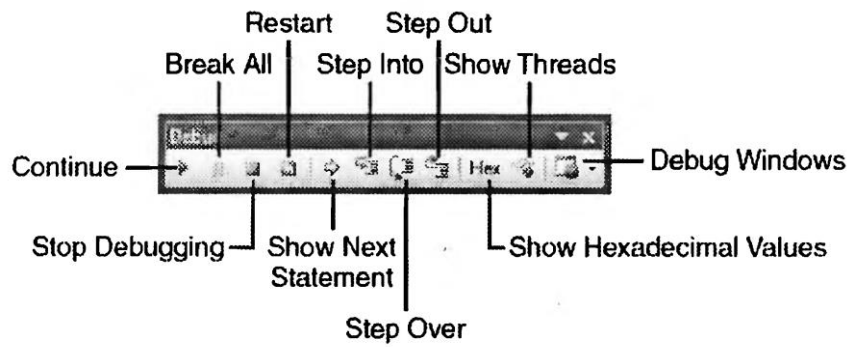 Restart
Step Out
Break All
Step Into
Show Threads
Debug
Continue
Hex
Debug Windows
Stop Debugging
Show Next
Statement
Show Hexadecimal Values
Step Over